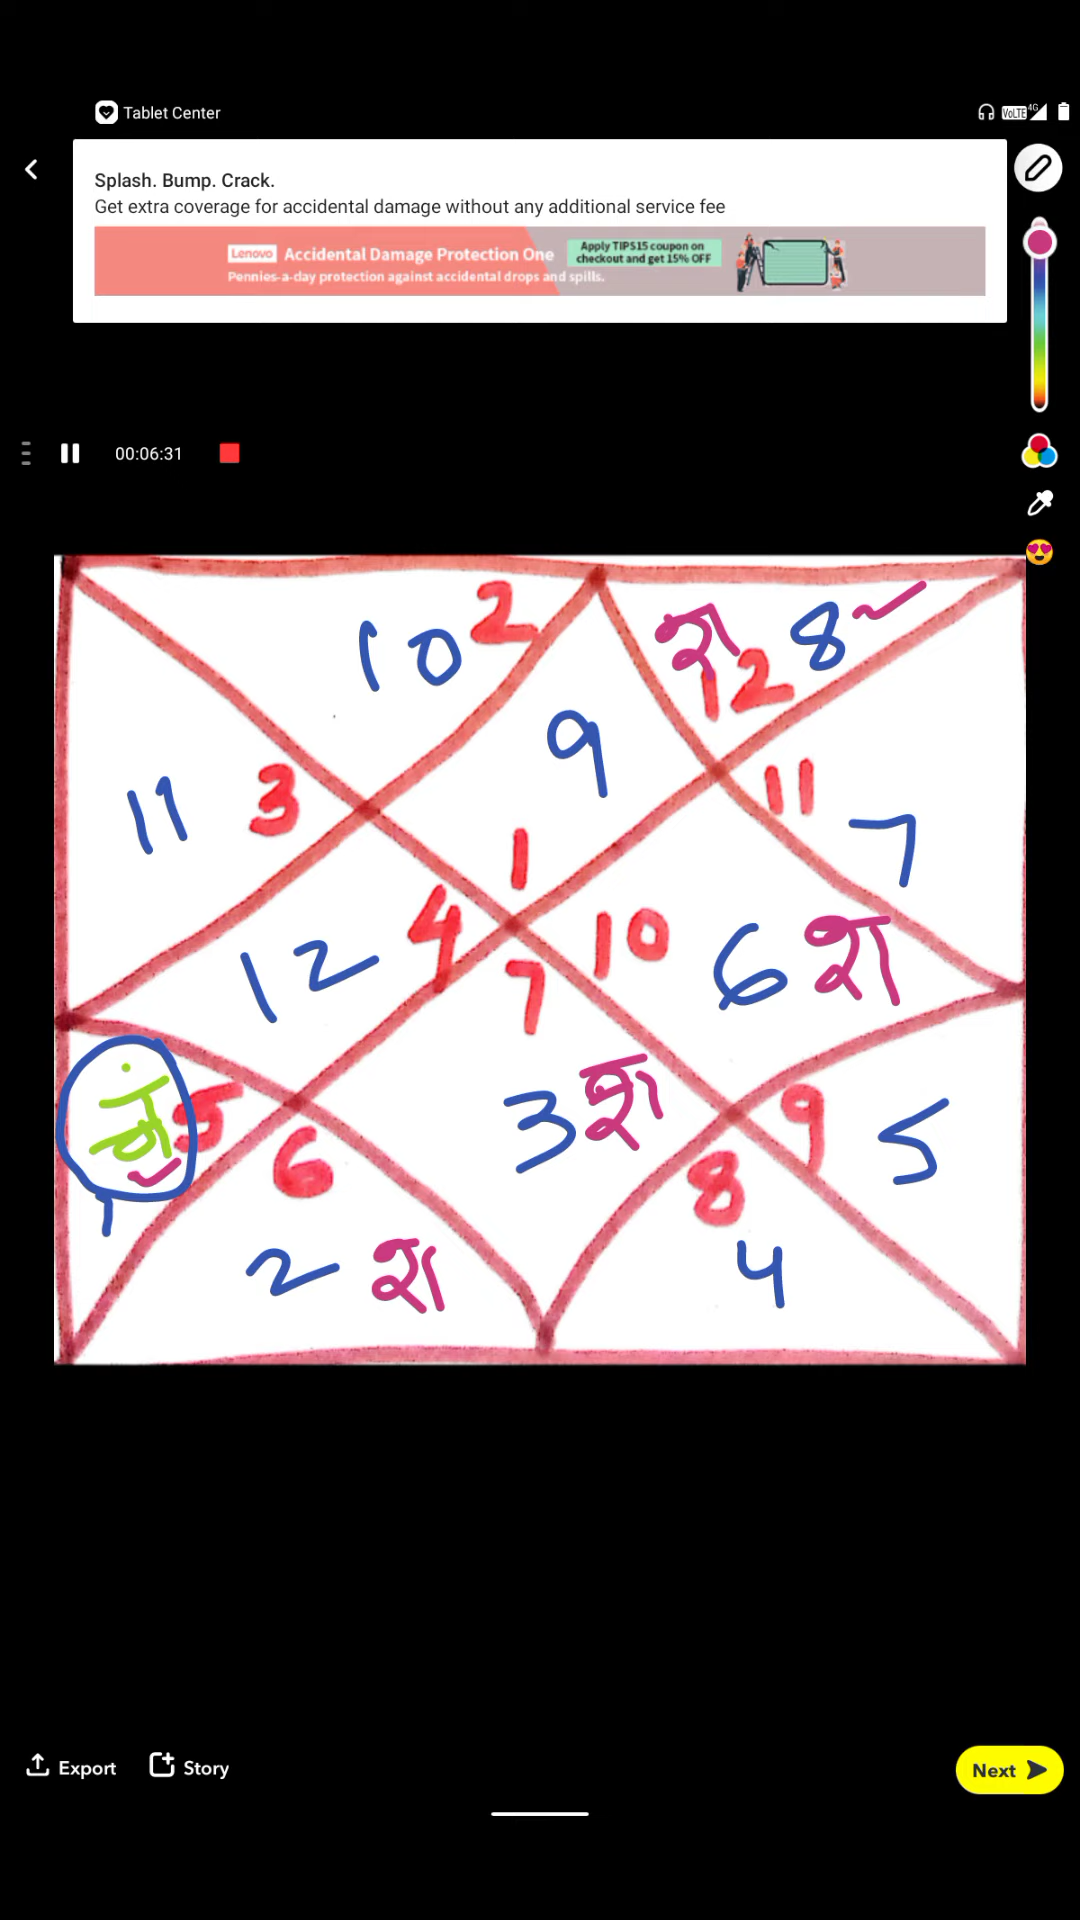 Tablet Center
VoLTE 4G
Splash. Bump. Crack.
Get extra coverage for accidental damage without any additional service fee
Lenovo Accidental Damage Protection One
Pennies-a-day protection against accidental drops and spills.
Apply TIPS15 coupon on
checkout and get 15% OFF
00:06:31
10 2
श 12 8
9
11 3
11
7
1
12 4
10 6 श
7
5
1
3 श
9 5
6
8
2 श
4
Export Story
Next